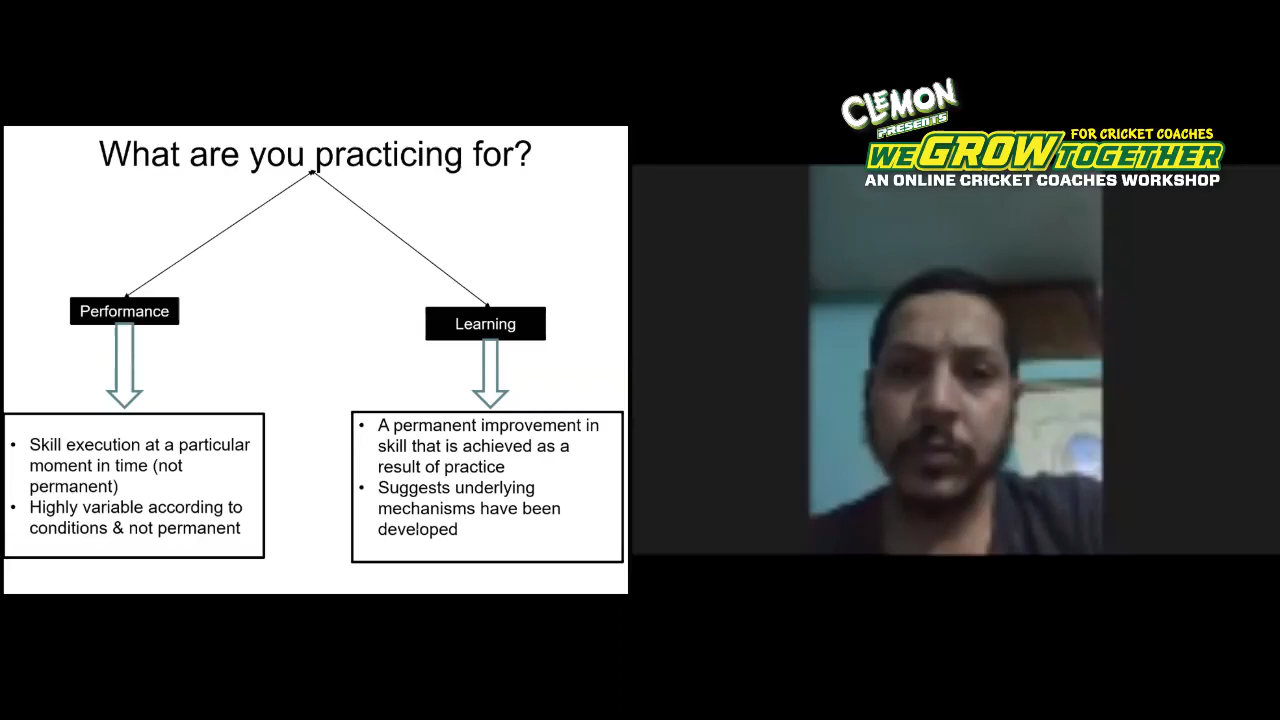 What are you practicing for?
Performance
Learning
• Skill execution at a particular
moment in time (not
permanent)
• Highly variable according to
conditions & not permanent
• A permanent improvement in
skill that is achieved as a
result of practice
• Suggests underlying
mechanisms have been
developed
CLEMON
PRESENTS
FOR CRICKET COACHES
WE GROW TOGETHER
AN ONLINE CRICKET COACHES WORKSHOP